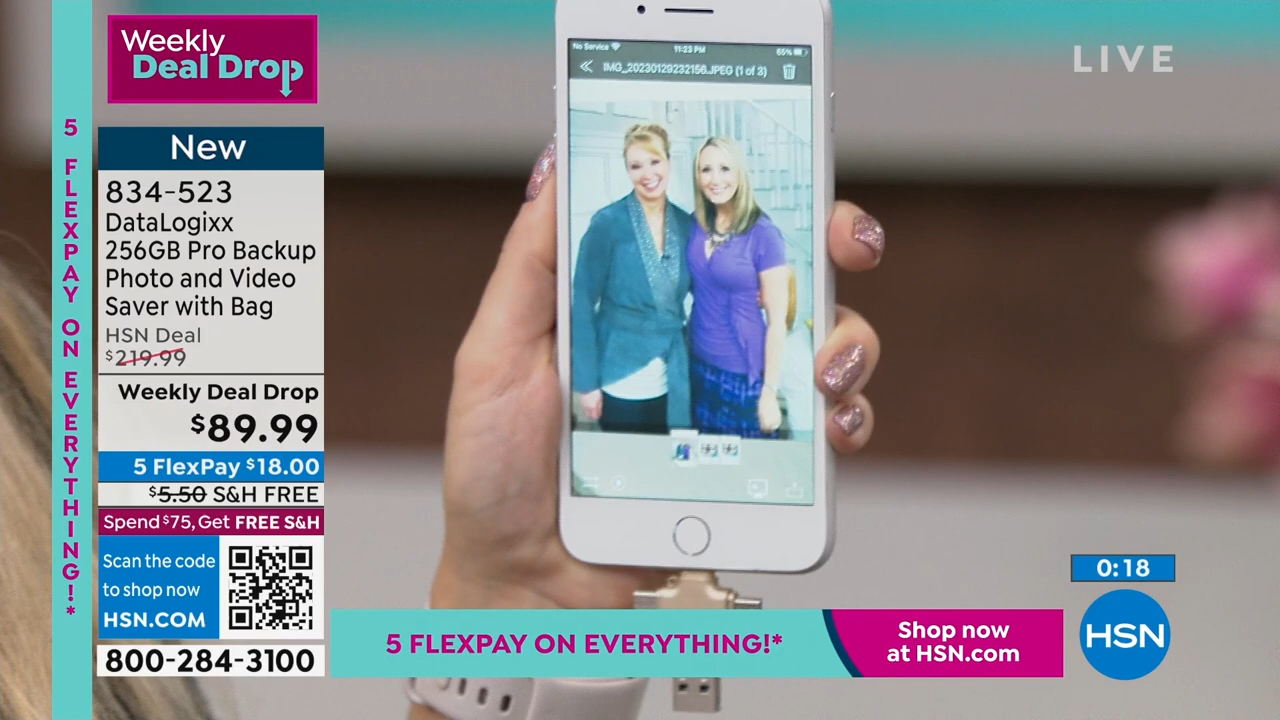 Weekly
Deal Drop
LIVE
5 FLEXPAY ON EVERYTHING!*
New
834-523
DataLogixx
256GB Pro Backup
Photo and Video
Saver with Bag
HSN Deal
$219.99
Weekly Deal Drop
$89.99
5 FlexPay $18.00
$5.50 S&H FREE
Spend $75, Get FREE S&H
Scan the code
to shop now
HSN.COM
800-284-3100
No Service
11:23 PM
65%
IMG_20230129232156.JPEG (1 of 3)
5 FLEXPAY ON EVERYTHING!*
Shop now
at HSN.com
0:18
HSN